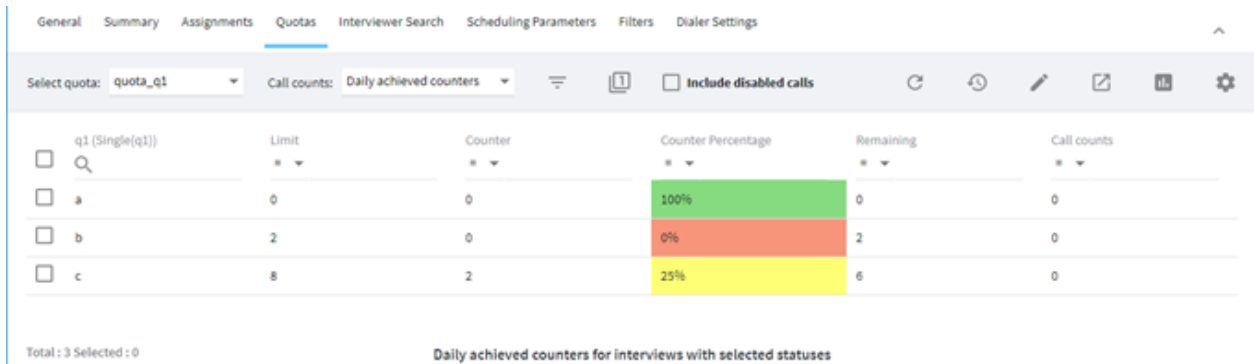 General Summary Assignments Quotas Interviewer Search Scheduling Parameters Filters Dialer Settings
Select quota: quota_q1 Call counts: Daily achieved counters 1 Include disabled calls
q1 (Single(q1)) Limit Counter Counter Percentage Remaining Call counts
= = = = =
a 0 0 100% 0 0
b 2 0 0% 2 0
c 8 2 25% 6 0
Total : 3 Selected : 0 Daily achieved counters for interviews with selected statuses